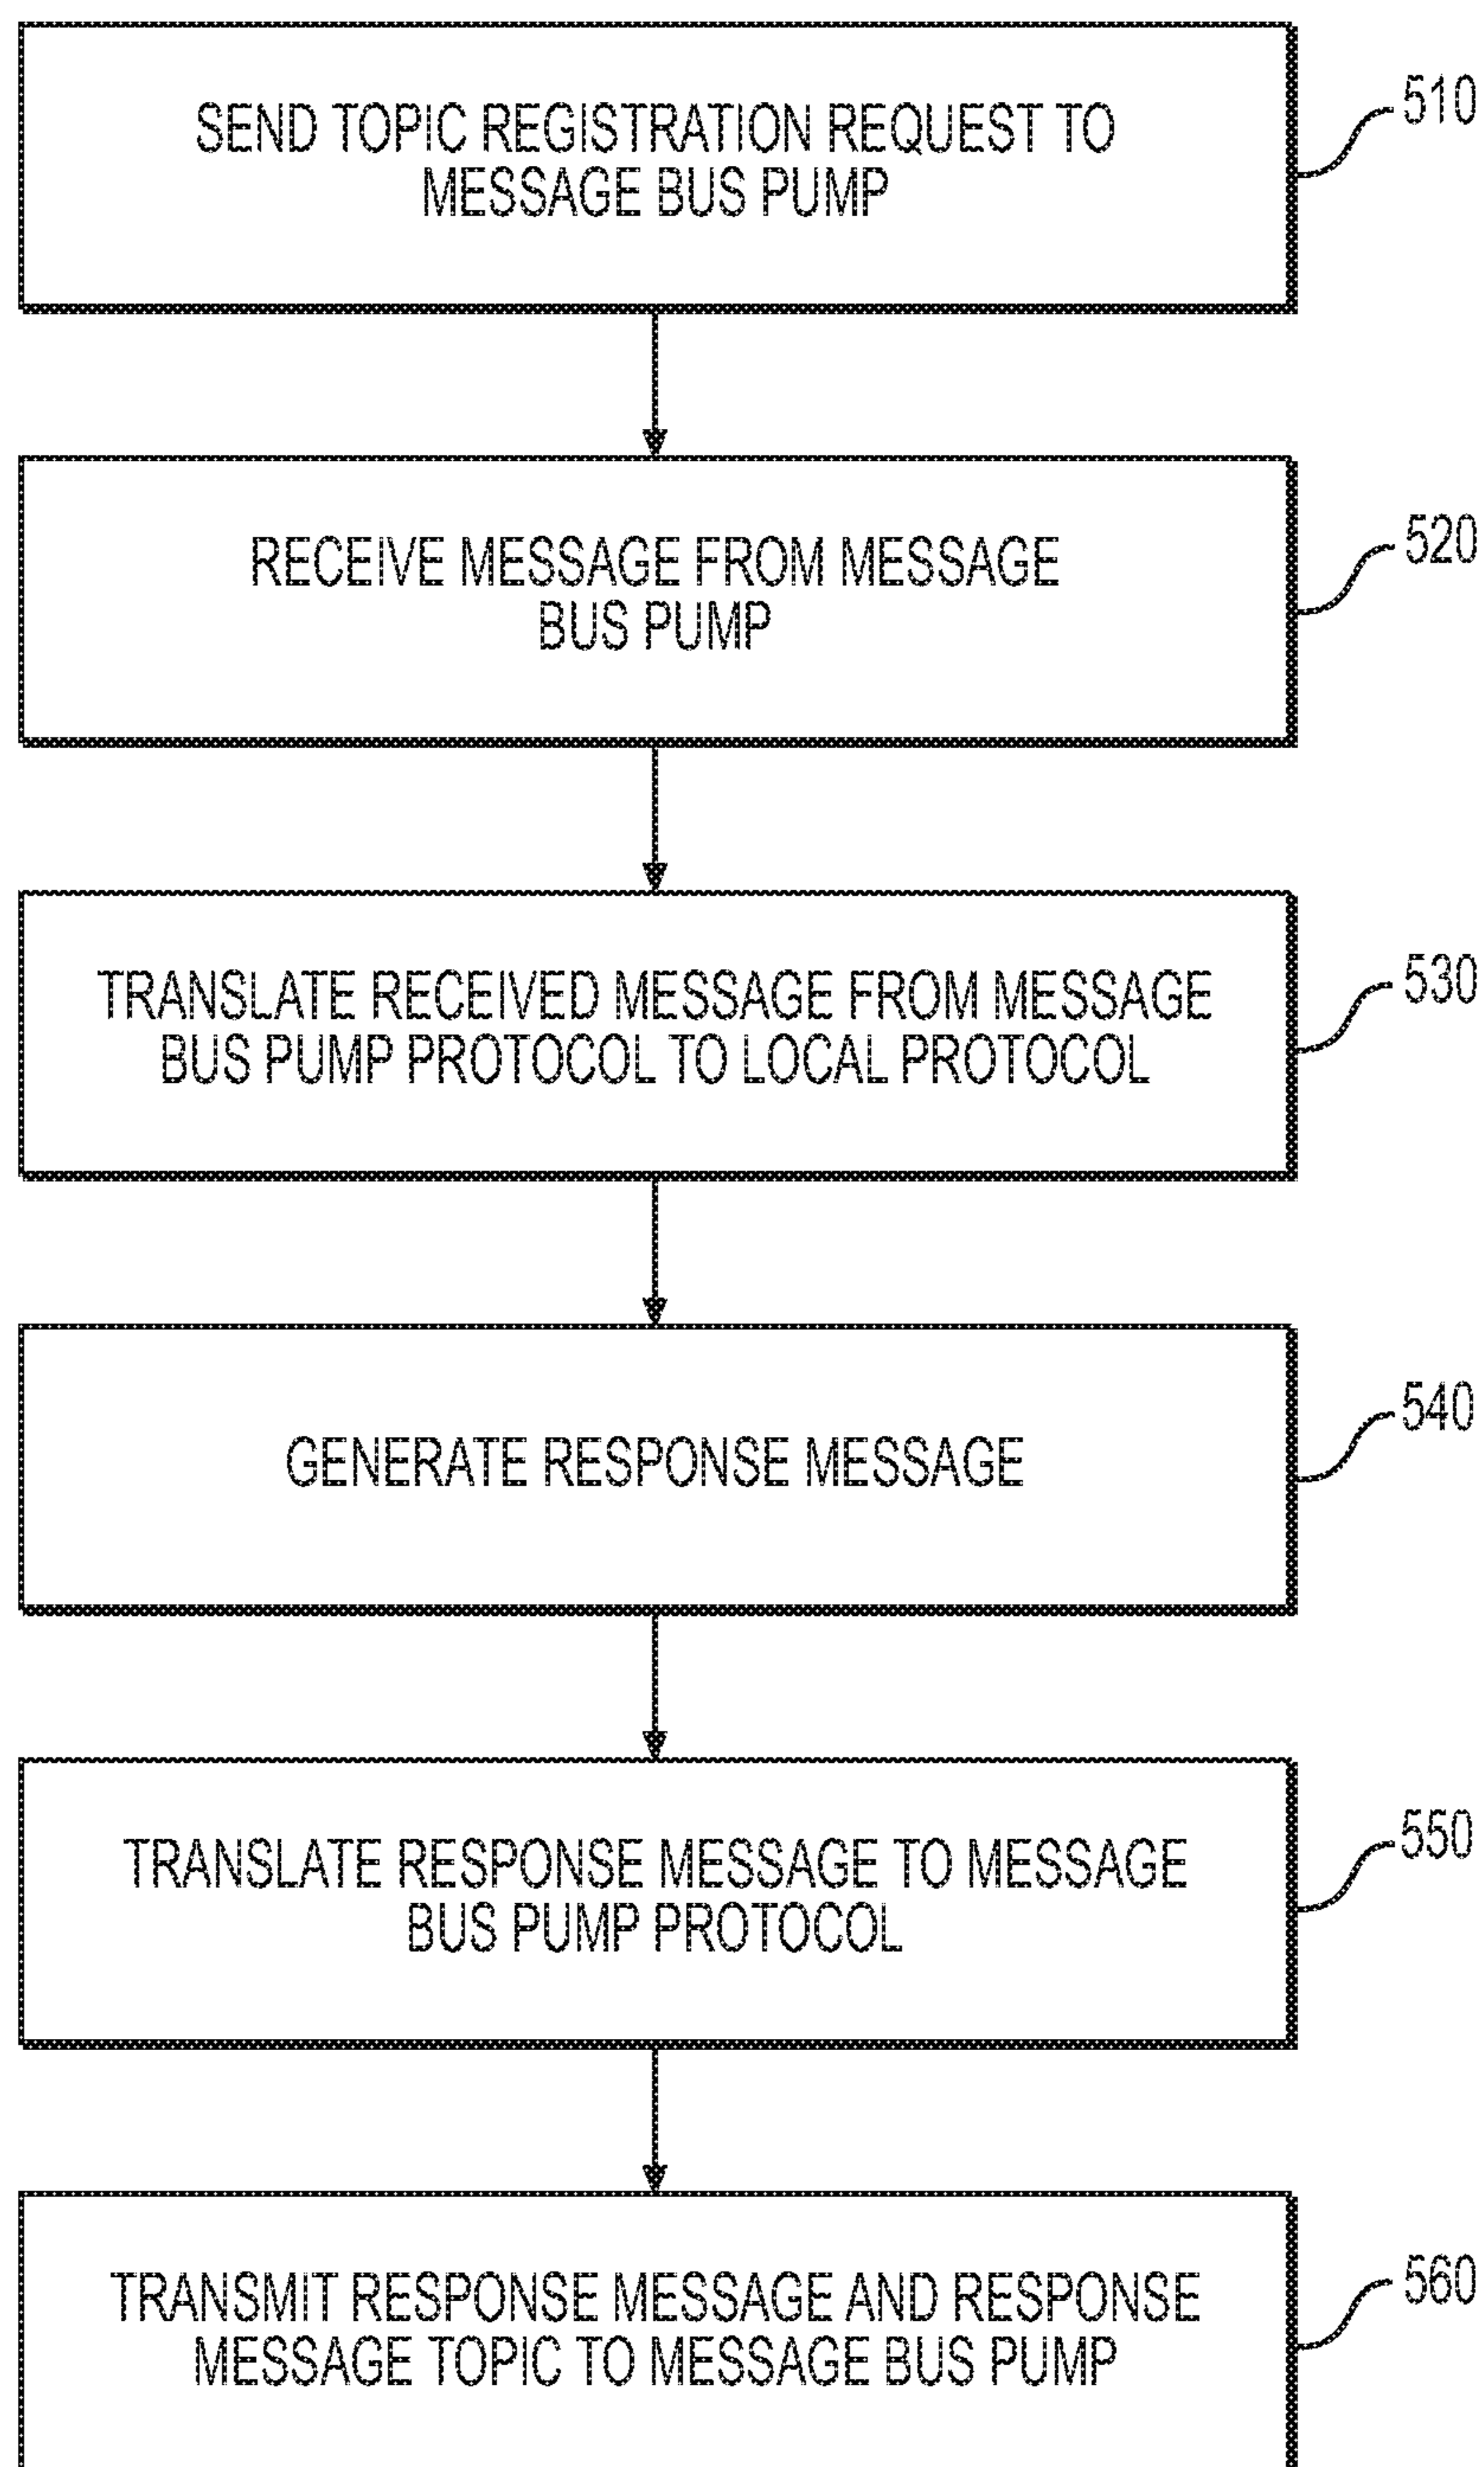 SEND TOPIC REGISTRATION REQUEST TO
MESSAGE BUS PUMP
510
RECEIVE MESSAGE FROM MESSAGE
BUS PUMP
520
TRANSLATE RECEIVED MESSAGE FROM MESSAGE
BUS PUMP PROTOCOL TO LOCAL PROTOCOL
530
GENERATE RESPONSE MESSAGE
540
TRANSLATE RESPONSE MESSAGE TO MESSAGE
BUS PUMP PROTOCOL
550
TRANSMIT RESPONSE MESSAGE AND RESPONSE
MESSAGE TOPIC TO MESSAGE BUS PUMP
560